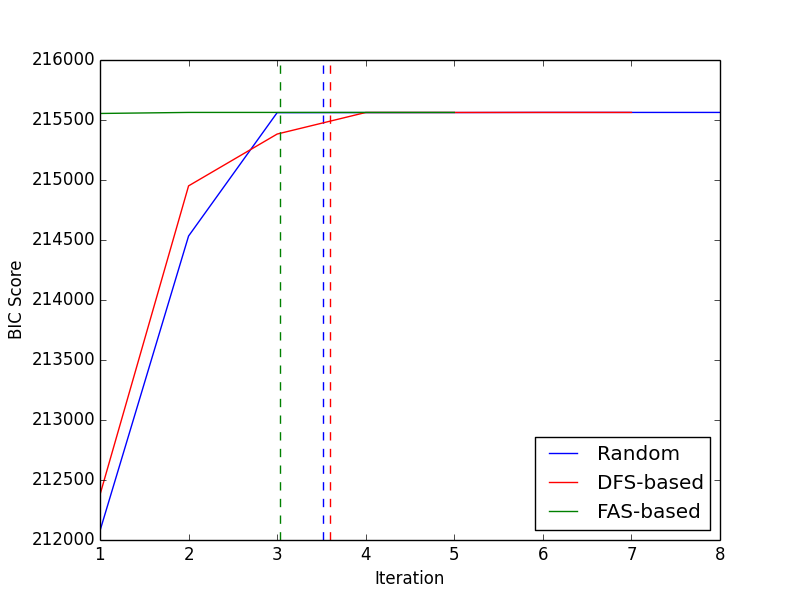 216000
215500
215000
214500
214000
213500
213000
212500
212000
BIC Score
1 2 3 4 5 6 7 8
Iteration
Random
DFS-based
FAS-based